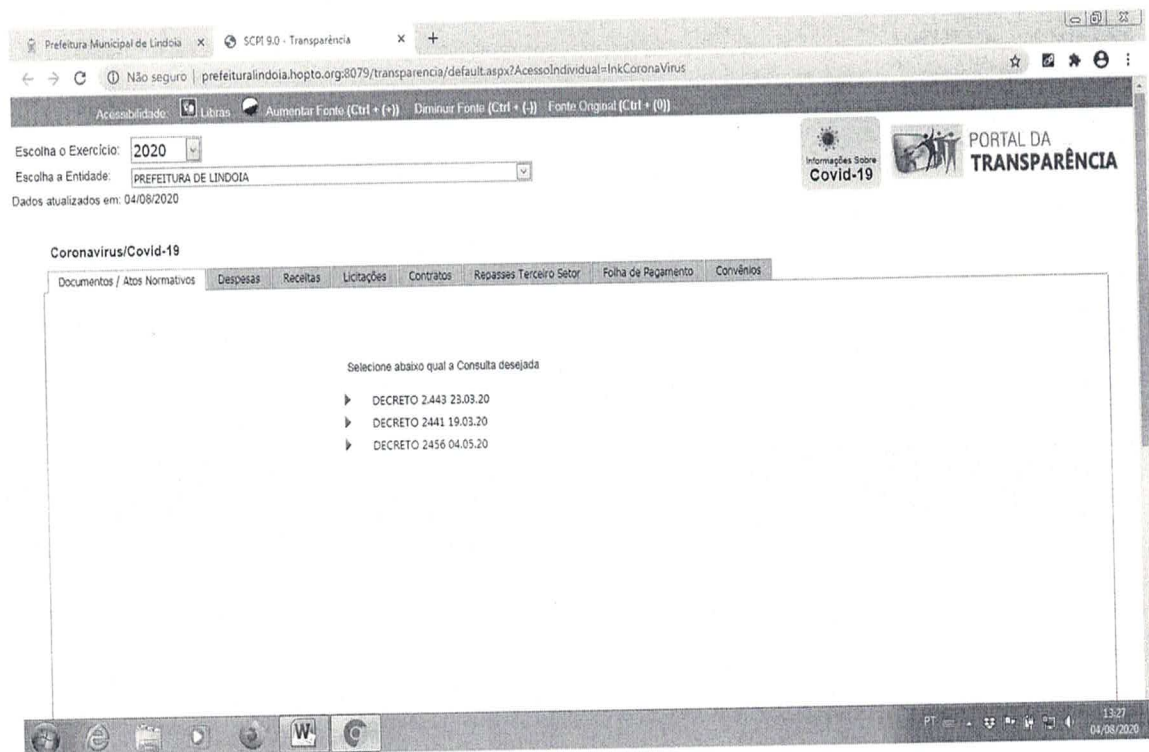 Prefeitura Municipal de Lindoia
SCPI 9.0 - Transparência
Não seguro | prefeituralindoia.hopto.org:8079/transparencia/default.aspx?AcessoIndividual=lnkCoronaVirus
Acessibilidade: Libras Aumentar Fonte (Ctrl + (+)) Diminuir Fonte (Ctrl + (-)) Fonte Original (Ctrl + (0))
Escolha o Exercício: 2020
Escolha a Entidade: PREFEITURA DE LINDOIA
Dados atualizados em: 04/08/2020
Informações Sobre
Covid-19
PORTAL DA
TRANSPARÊNCIA
Coronavirus/Covid-19
Documentos / Atos Normativos Despesas Receitas Licitações Contratos Repasses Terceiro Setor Folha de Pagamento Convênios
Selecione abaixo qual a Consulta desejada
DECRETO 2.443 23.03.20
DECRETO 2441 19.03.20
DECRETO 2456 04.05.20
PT
13:27
04/08/2020